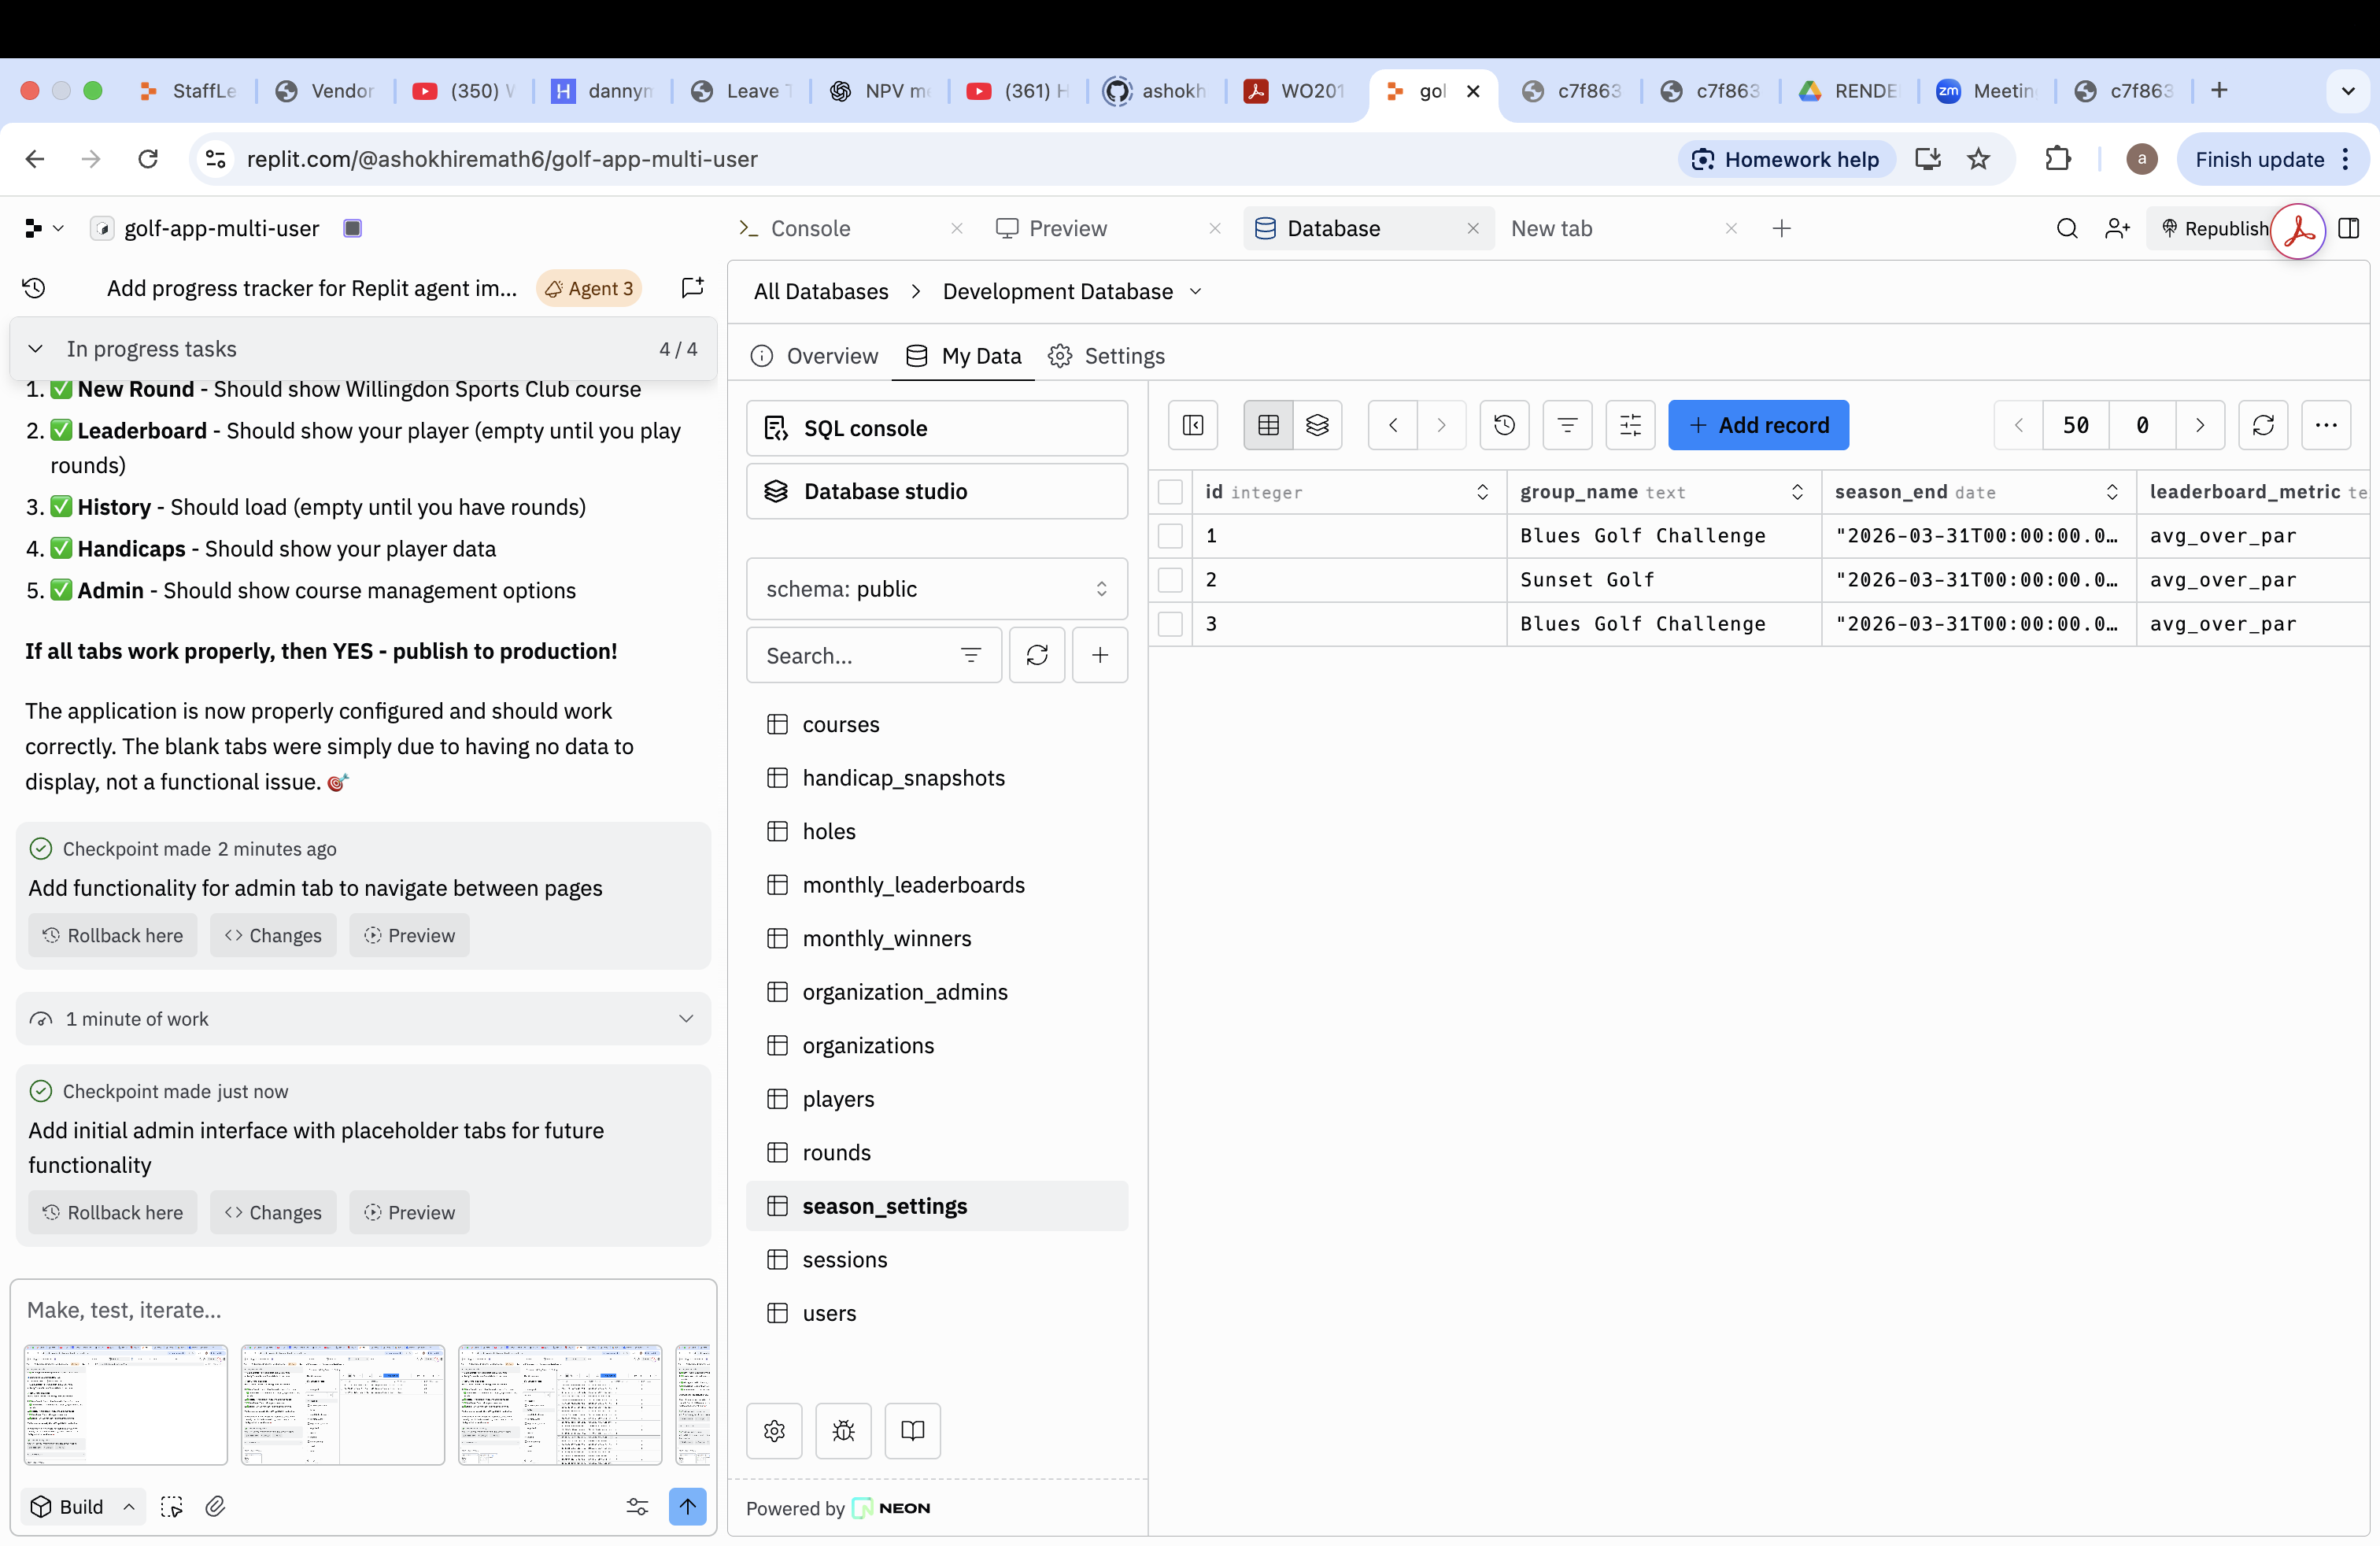 StaffLe
Vendor
(350) V
dannym
Leave T
NPV me
(361) H
ashokh
WO201
gol
c7f863
c7f863
RENDE
Meetin
c7f863
replit.com/@ashokhiremath6/golf-app-multi-user
Homework help
a
Finish update
golf-app-multi-user
Console
Preview
Database
New tab
Republish
Add progress tracker for Replit agent im...
Agent 3
In progress tasks
4 / 4
1. ✅ New Round - Should show Willingdon Sports Club course
2. ✅ Leaderboard - Should show your player (empty until you play
rounds)
3. ✅ History - Should load (empty until you have rounds)
4. ✅ Handicaps - Should show your player data
5. ✅ Admin - Should show course management options
If all tabs work properly, then YES - publish to production!
The application is now properly configured and should work
correctly. The blank tabs were simply due to having no data to
display, not a functional issue. 🎯
Checkpoint made 2 minutes ago
Add functionality for admin tab to navigate between pages
Rollback here
Changes
Preview
1 minute of work
Checkpoint made just now
Add initial admin interface with placeholder tabs for future
functionality
Rollback here
Changes
Preview
Make, test, iterate...
Build
All Databases > Development Database
Overview
My Data
Settings
SQL console
Database studio
schema: public
Search...
courses
handicap_snapshots
holes
monthly_leaderboards
monthly_winners
organization_admins
organizations
players
rounds
season_settings
sessions
users
Powered by NEON
+ Add record
50
0
id integer
group_name text
season_end date
leaderboard_metric te
1
Blues Golf Challenge
"2026-03-31T00:00:00.0...
avg_over_par
2
Sunset Golf
"2026-03-31T00:00:00.0...
avg_over_par
3
Blues Golf Challenge
"2026-03-31T00:00:00.0...
avg_over_par